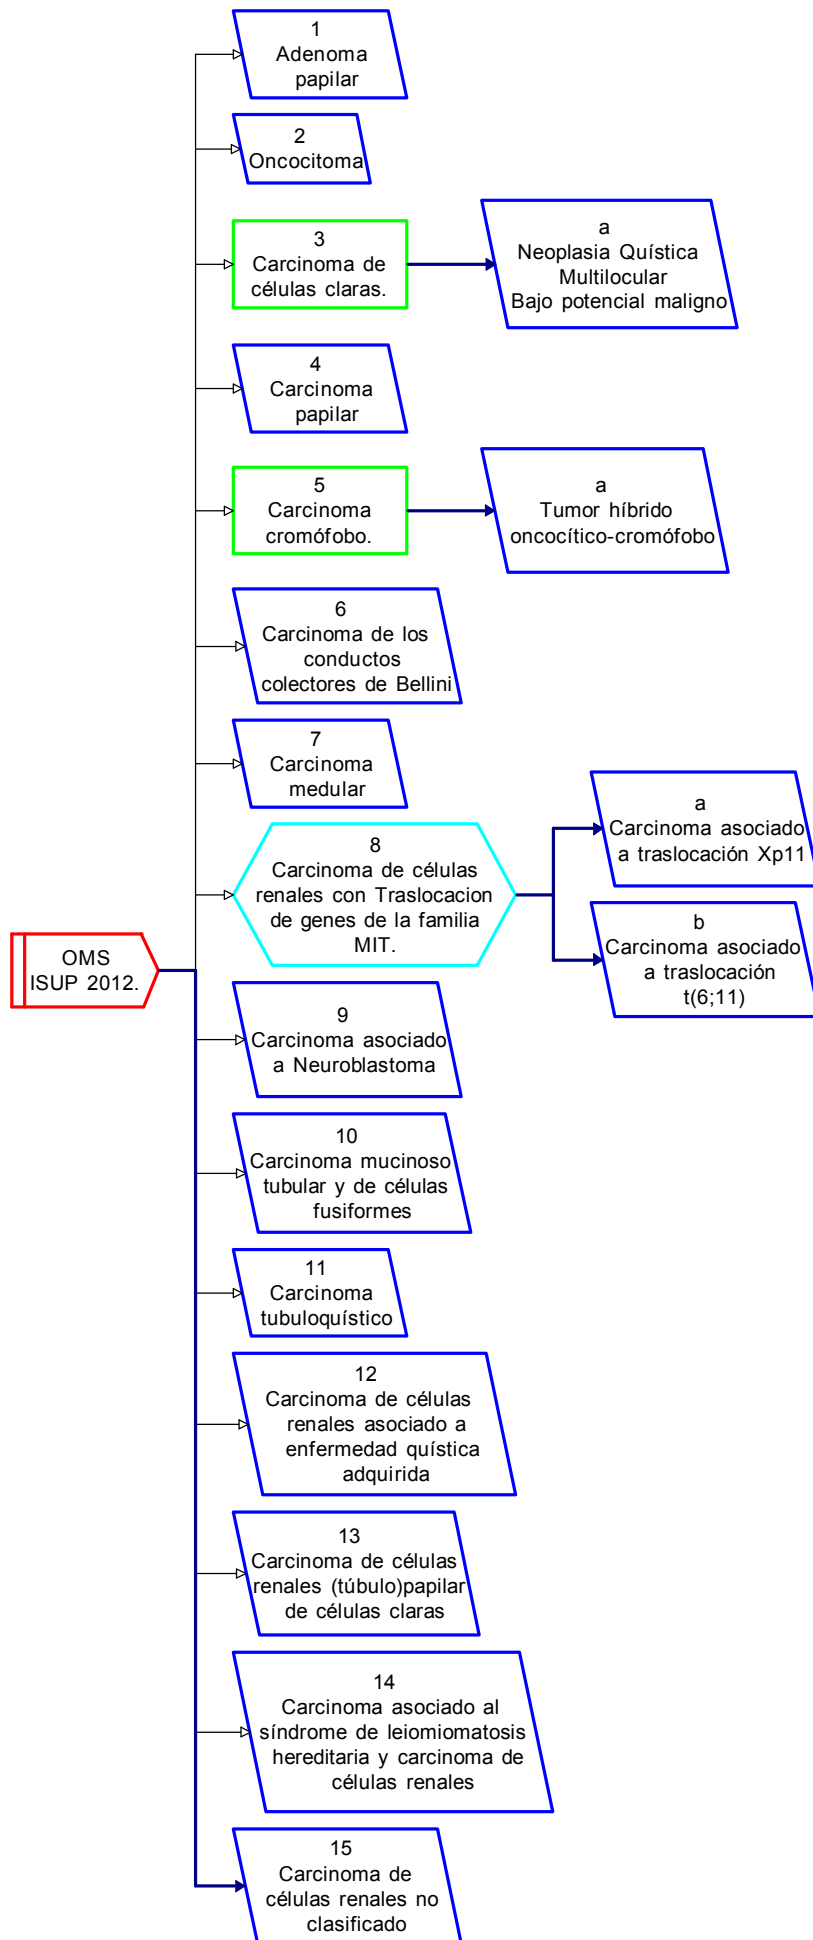 1
Adenoma
papilar
2
Oncocitoma
3
Carcinoma de
células claras.
a
Neoplasia Quística
Multilocular
Bajo potencial maligno
4
Carcinoma
papilar
5
Carcinoma
cromófobo.
a
Tumor híbrido
oncocítico-cromófobo
6
Carcinoma de los
conductos
colectores de Bellini
7
Carcinoma
medular
8
Carcinoma de células
renales con Traslocacion
de genes de la familia
MIT.
a
Carcinoma asociado
a traslocación Xp11
b
Carcinoma asociado
a traslocación
t(6;11)
OMS
ISUP 2012.
9
Carcinoma asociado
a Neuroblastoma
10
Carcinoma mucinoso
tubular y de células
fusiformes
11
Carcinoma
tubuloquístico
12
Carcinoma de células
renales asociado a
enfermedad quística
adquirida
13
Carcinoma de células
renales (túbulo)papilar
de células claras
14
Carcinoma asociado al
síndrome de leiomiomatosis
hereditaria y carcinoma de
células renales
15
Carcinoma de
células renales no
clasificado